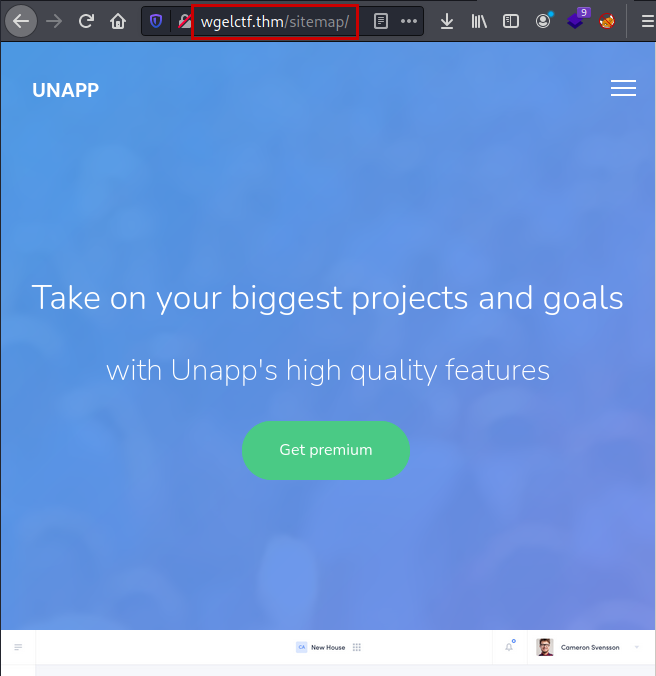 wgelctf.thm/sitemap/
9
UNAPP
Take on your biggest projects and goals
with Unapp's high quality features
Get premium
CA New House
Cameron Svensson